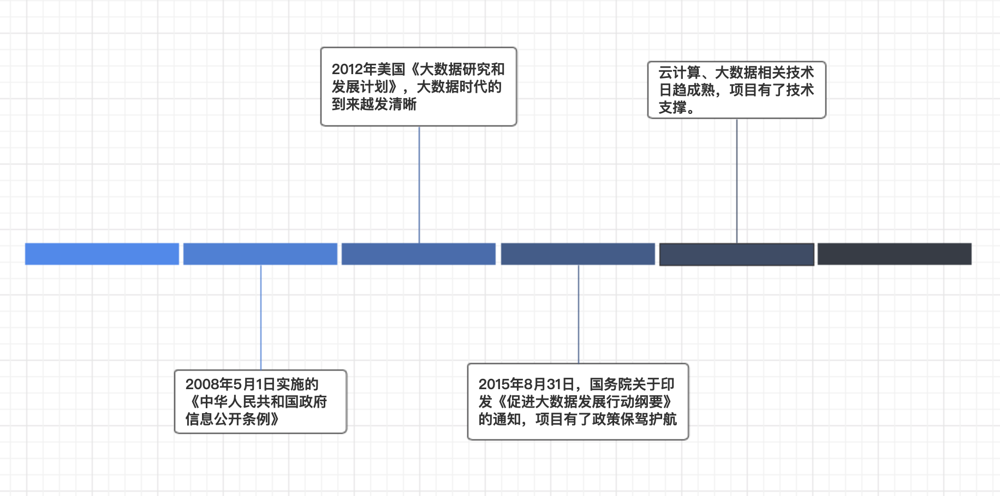 2012年美国《大数据研究和
发展计划》，大数据时代的
到来越发清晰
云计算、大数据相关技术
日趋成熟，项目有了技术
支撑。
2008年5月1日实施的
《中华人民共和国政府
信息公开条例》
2015年8月31日，国务院关于印
发《促进大数据发展行动纲要》
的通知，项目有了政策保驾护航